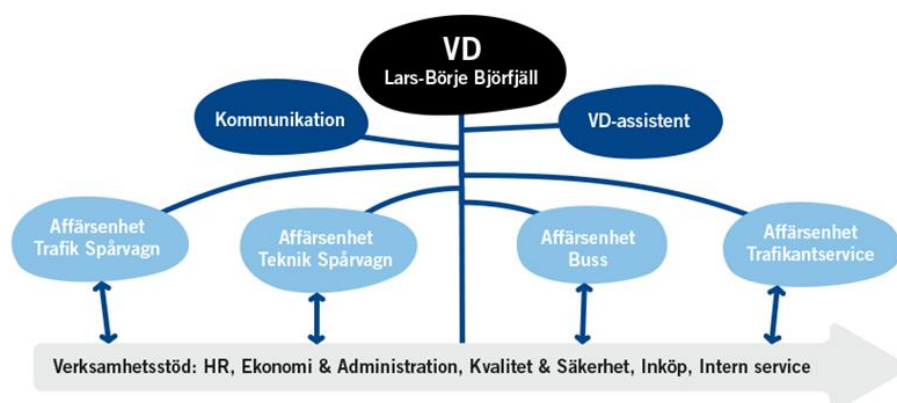 VD
Lars-Börje Björfjäll
Kommunikation
VD-assistent
Affärsenhet
Trafik Spårvagn
Affärsenhet
Teknik Spårvagn
Affärsenhet
Buss
Affärsenhet
Trafikantservice
Verksamhetsstöd: HR, Ekonomi & Administration, Kvalitet & Säkerhet, Inköp, Intern service